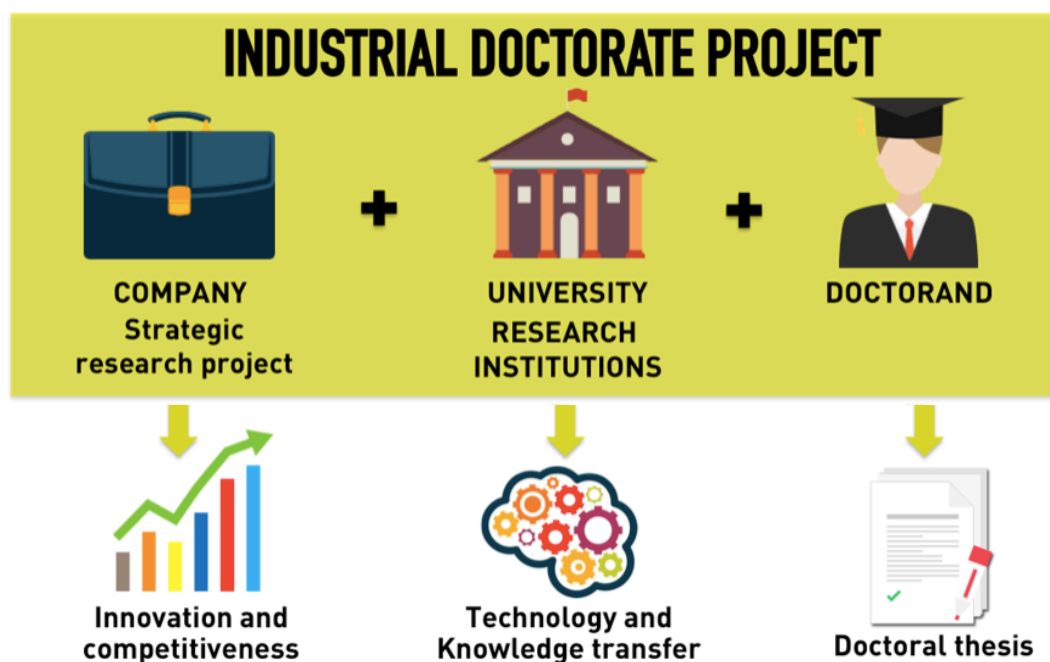 INDUSTRIAL DOCTORATE PROJECT
COMPANY
Strategic
research project
UNIVERSITY
RESEARCH
INSTITUTIONS
DOCTORAND
Innovation and
competitiveness
Technology and
Knowledge transfer
Doctoral thesis